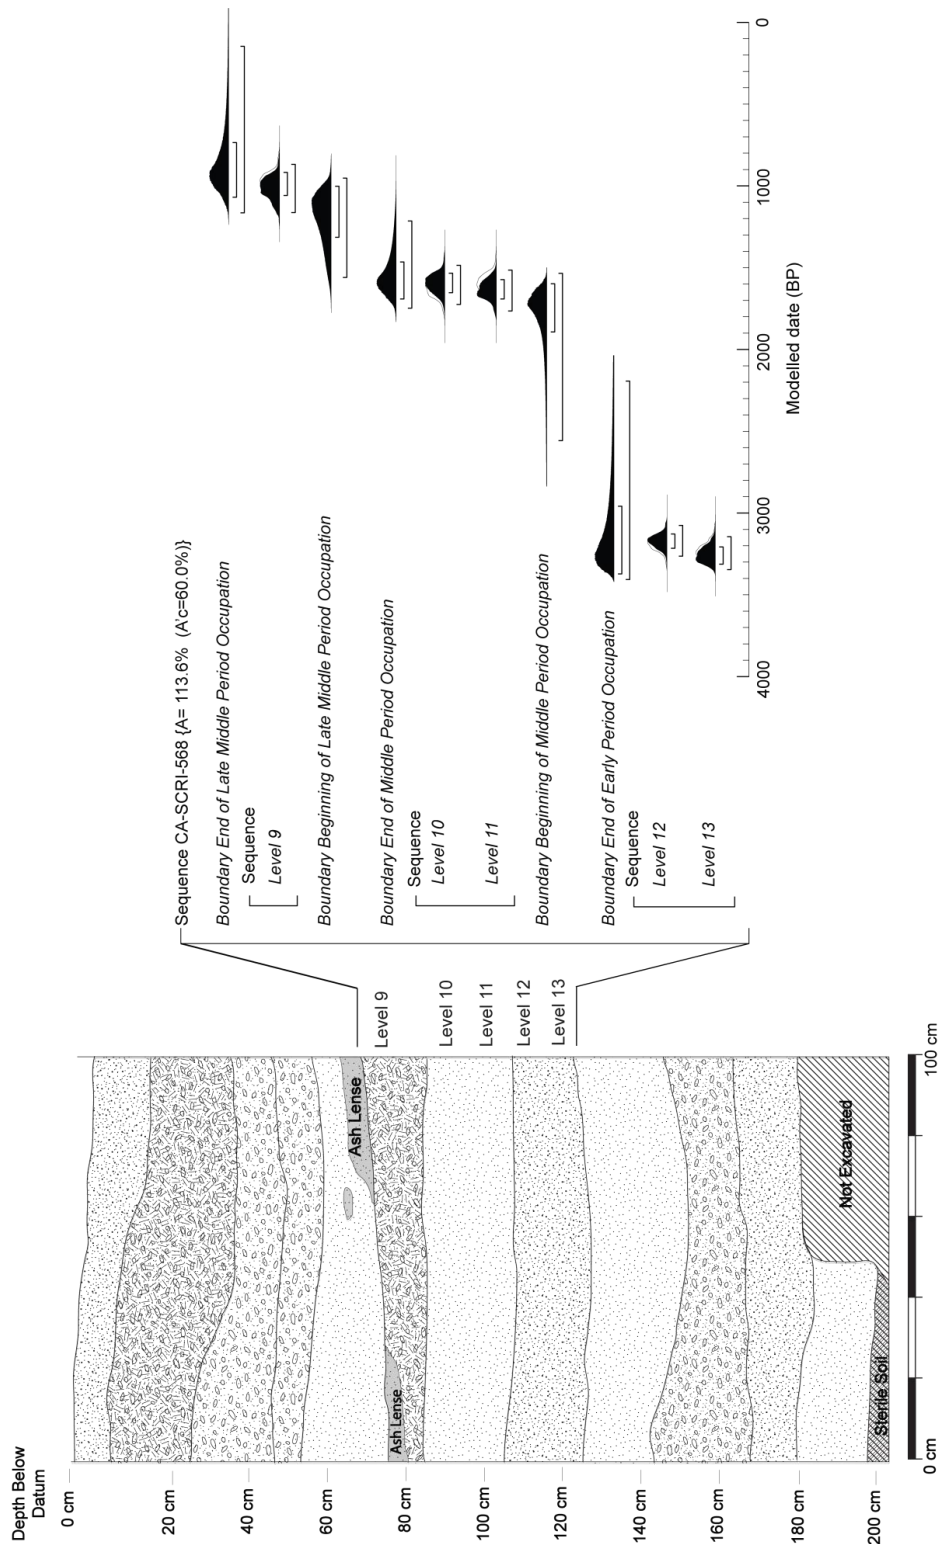 Depth Below
Datum
0 cm
20 cm
40 cm
60 cm
80 cm
100 cm
120 cm
140 cm
160 cm
180 cm
200 cm
Ash Lense
Ash Lense
Not Excavated
Sterile Soil
0 cm
100 cm
Level 9
Level 10
Level 11
Level 12
Level 13
Sequence CA-SCRI-568 {A= 113.6% (A'c=60.0%)}
Boundary End of Late Middle Period Occupation
Sequence
Level 9
Boundary Beginning of Late Middle Period Occupation
Boundary End of Middle Period Occupation
Sequence
Level 10
Level 11
Boundary Beginning of Middle Period Occupation
Boundary End of Early Period Occupation
Sequence
Level 12
Level 13
4000
3000
2000
1000
0
Modelled date (BP)